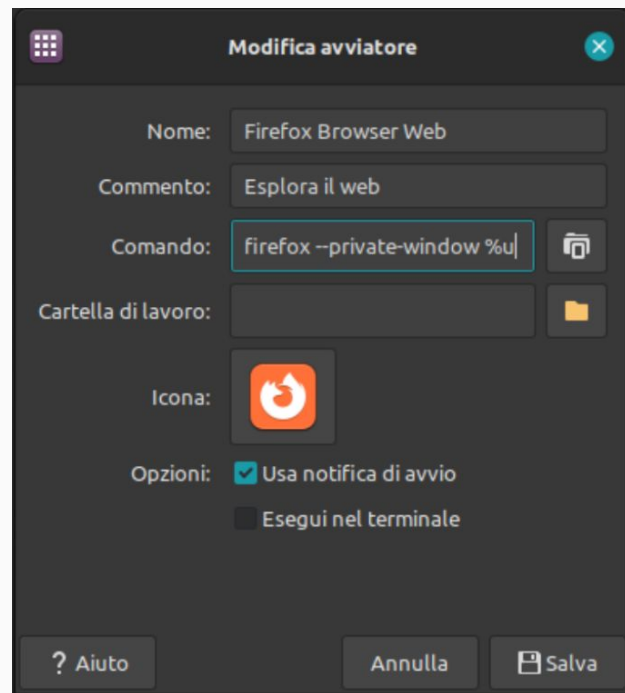 Modifica avviatore
Nome: Firefox Browser Web
Commento: Esplora il web
Comando: firefox --private-window %u
Cartella di lavoro:
Icona:
Opzioni: Usa notifica di avvio
Esegui nel terminale
? Aiuto Annulla Salva